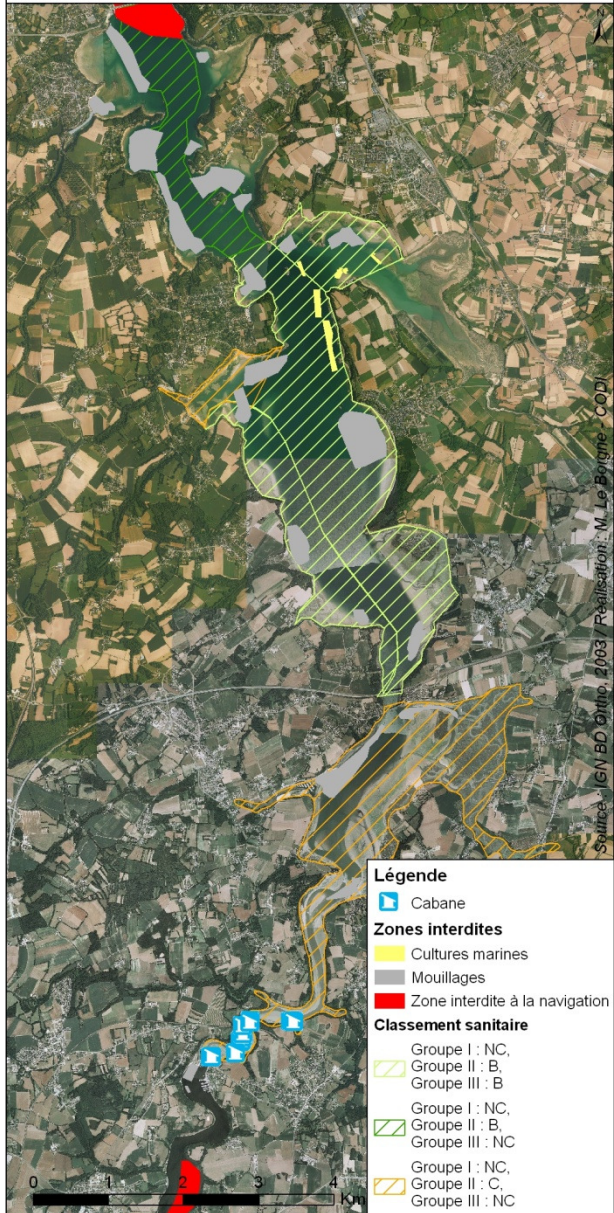 Source : IGN BD Ortho 2003 / Réalisation : M. Le Borgne - CODI
Légende
Cabane
Zones interdites
Cultures marines
Mouillages
Zone interdite à la navigation
Classement sanitaire
Groupe I : NC,
Groupe II : B,
Groupe III : B
Groupe I : NC,
Groupe II : B,
Groupe III : NC
Groupe I : NC,
Groupe II : C,
Groupe III : NC
0 1 2 3 4
Km